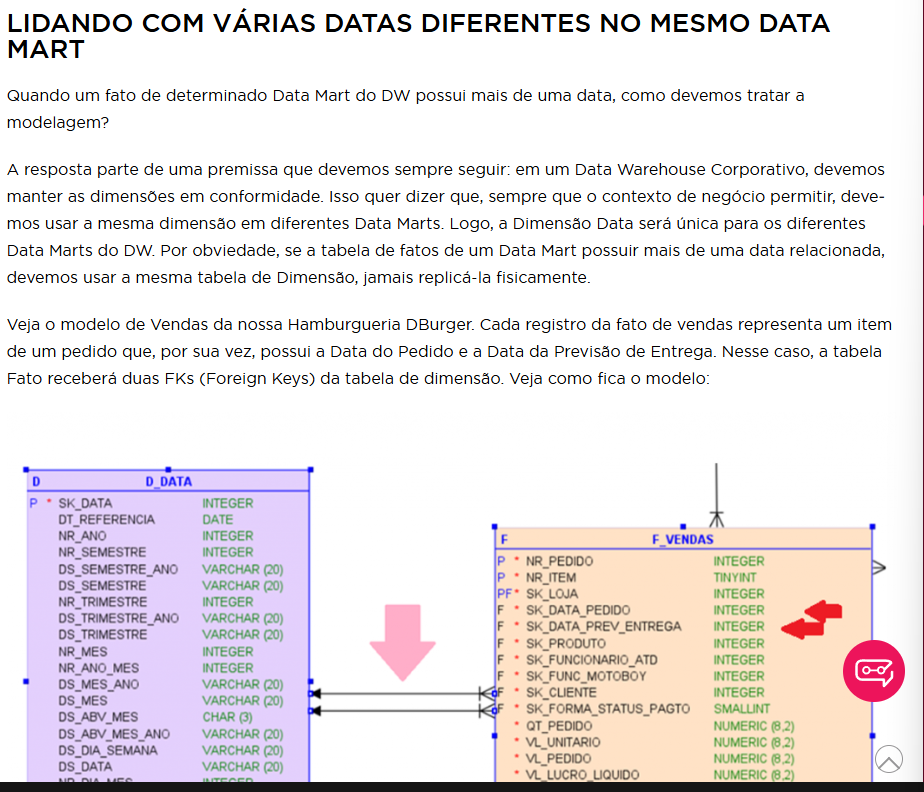 LIDANDO COM VÁRIAS DATAS DIFERENTES NO MESMO DATA
MART
Quando um fato de determinado Data Mart do DW possui mais de uma data, como devemos tratar a
modelagem?
A resposta parte de uma premissa que devemos sempre seguir: em um Data Warehouse Corporativo, devemos
manter as dimensões em conformidade. Isso quer dizer que, sempre que o contexto de negócio permitir, deve-
mos usar a mesma dimensão em diferentes Data Marts. Logo, a Dimensão Data será única para os diferentes
Data Marts do DW. Por obviedade, se a tabela de fatos de um Data Mart possuir mais de uma data relacionada,
devemos usar a mesma tabela de Dimensão, jamais replicá-la fisicamente.
Veja o modelo de Vendas da nossa Hamburgueria DBurger. Cada registro da fato de vendas representa um item
de um pedido que, por sua vez, possui a Data do Pedido e a Data da Previsão de Entrega. Nesse caso, a tabela
Fato receberá duas FKs (Foreign Keys) da tabela de dimensão. Veja como fica o modelo:
D D_DATA
P * SK_DATA INTEGER
DT_REFERENCIA DATE
NR_ANO INTEGER
NR_SEMESTRE INTEGER
DS_SEMESTRE_ANO VARCHAR (20)
DS_SEMESTRE VARCHAR (20)
NR_TRIMESTRE INTEGER
DS_TRIMESTRE_ANO VARCHAR (20)
DS_TRIMESTRE VARCHAR (20)
NR_MES INTEGER
NR_ANO_MES INTEGER
DS_MES_ANO VARCHAR (20)
DS_MES VARCHAR (20)
DS_ABV_MES CHAR (3)
DS_ABV_MES_ANO VARCHAR (20)
DS_DIA_SEMANA VARCHAR (20)
DS_DATA VARCHAR (20)
NR_DIA_MES INTEGER
F F_VENDAS
P * NR_PEDIDO INTEGER
P * NR_ITEM TINYINT
PF * SK_LOJA INTEGER
F * SK_DATA_PEDIDO INTEGER
F * SK_DATA_PREV_ENTREGA INTEGER
F * SK_PRODUTO INTEGER
F * SK_FUNCIONARIO_ATD INTEGER
F * SK_FUNC_MOTOBOY INTEGER
F * SK_CLIENTE INTEGER
F * SK_FORMA_STATUS_PAGTO SMALLINT
* QT_PEDIDO NUMERIC (8,2)
* VL_UNITARIO NUMERIC (8,2)
* VL_PEDIDO NUMERIC (8,2)
* VL_LUCRO_LIQUIDO NUMERIC (8,2)